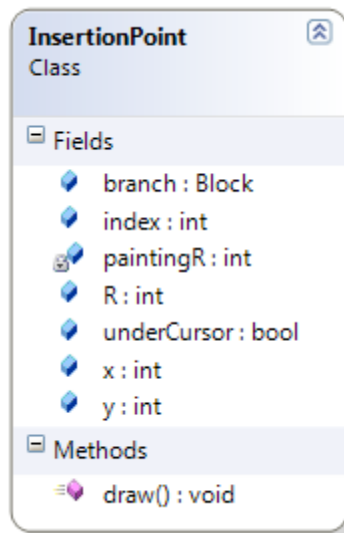 InsertionPoint
Class
Fields
branch : Block
index : int
paintingR : int
R : int
underCursor : bool
x : int
y : int
Methods
draw() : void